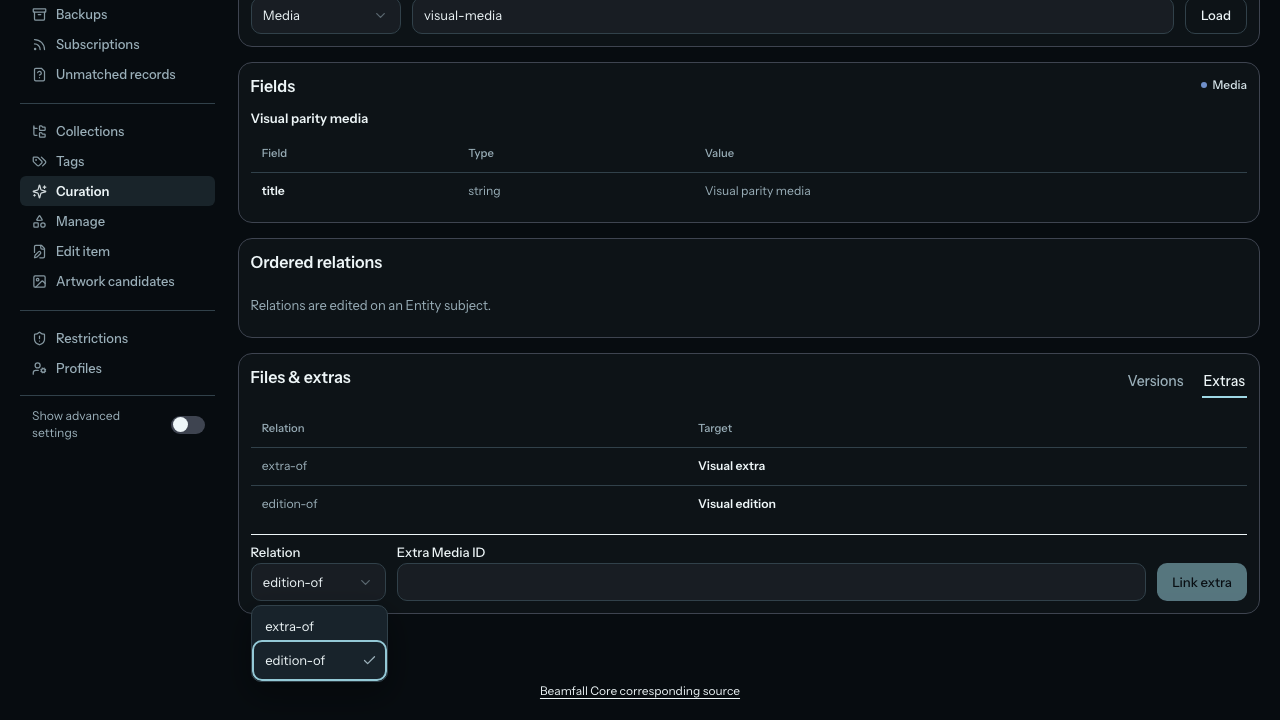 Backups
Subscriptions
Unmatched records
Collections
Tags
Curation
Manage
Edit item
Artwork candidates
Restrictions
Profiles
Show advanced
settings
Media
visual-media
Load
Fields
Media
Visual parity media
Field Type Value
title string Visual parity media
Ordered relations
Relations are edited on an Entity subject.
Files & extras
Versions Extras
Relation Target
extra-of Visual extra
edition-of Visual edition
Relation Extra Media ID
edition-of
Link extra
extra-of
edition-of
Beamfall Core corresponding source